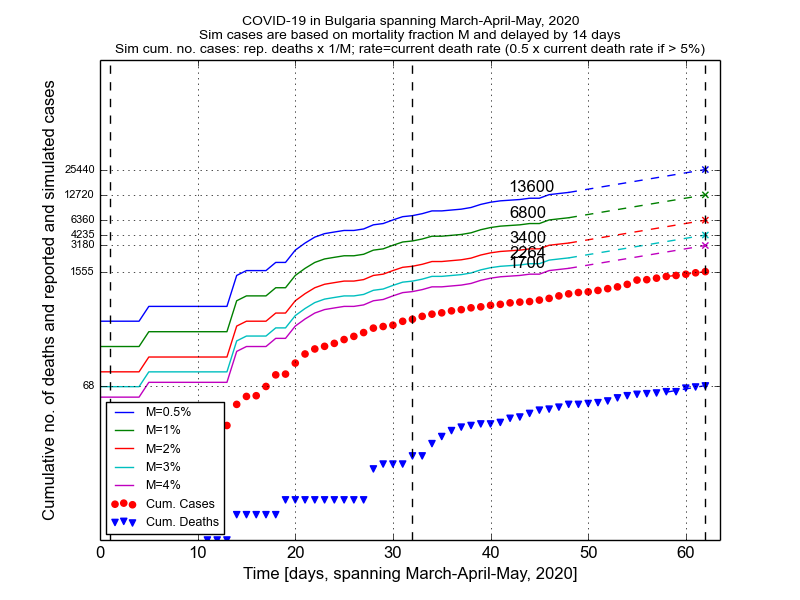 COVID-19 in Bulgaria spanning March-April-May, 2020
Sim cases are based on mortality fraction M and delayed by 14 days
Sim cum. no. cases: rep. deaths x 1/M; rate=current death rate (0.5 x current death rate if > 5%)
Cumulative no. of deaths and reported and simulated cases
25440
12720
6360
4235
3180
1555
68
13600
6800
3400
2264
1700
M=0.5%
M=1%
M=2%
M=3%
M=4%
Cum. Cases
Cum. Deaths
0 10 20 30 40 50 60
Time [days, spanning March-April-May, 2020]